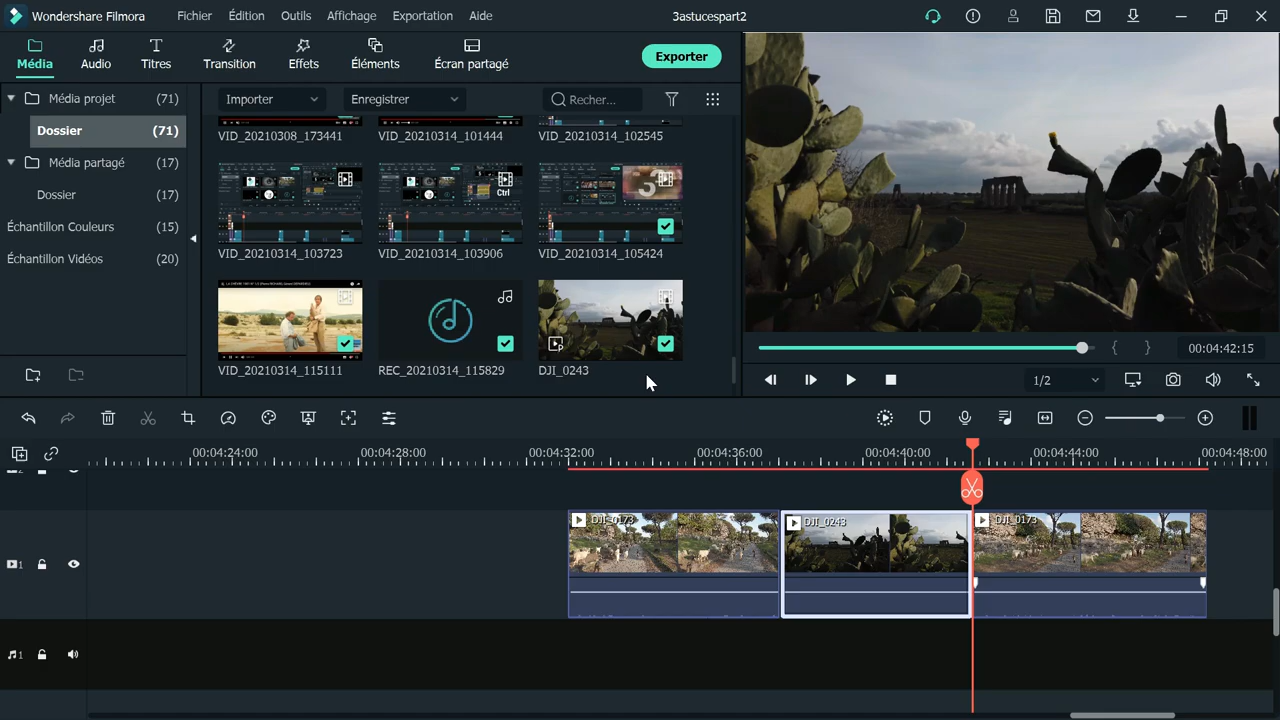 Wondershare Filmora
Fichier
Édition
Outils
Affichage
Exportation
Aide
3astucespart2
Média
Audio
Titres
Transition
Effets
Éléments
Écran partagé
Exporter
Média projet (71)
Dossier (71)
Média partagé (17)
Dossier (17)
Échantillon Couleurs (15)
Échantillon Vidéos (20)
Importer
Enregistrer
Recher...
VID_20210308_173441
VID_20210314_101444
VID_20210314_102545
Ctrl
3
VID_20210314_103723
VID_20210314_103906
VID_20210314_105424
VID_20210314_115111
REC_20210314_115829
DJI_0243
00:04:42:15
1/2
00:04:24:00
00:04:28:00
00:04:32:00
00:04:36:00
00:04:40:00
00:04:44:00
00:04:48:00
DJI_0173
DJI_0243
DJI_0173
1
1